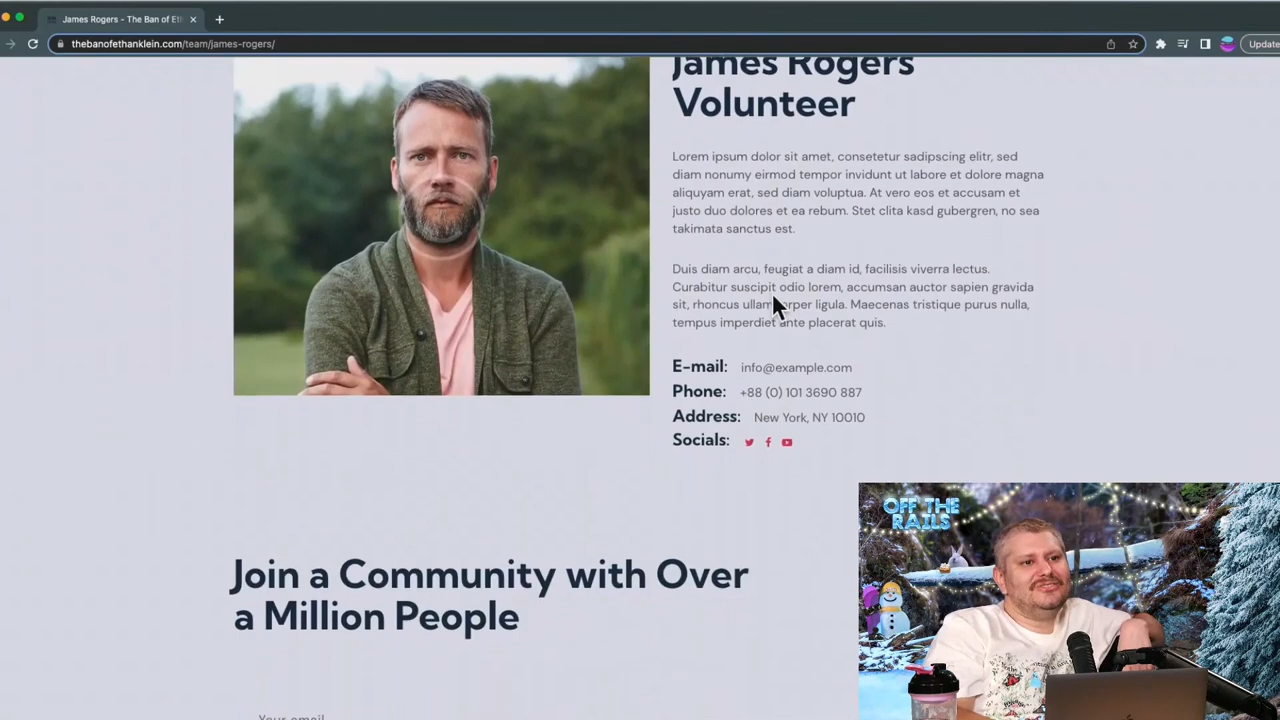 James Rogers - The Ban of Eth
thebanofethanklein.com/team/james-rogers/
Update
James Rogers
Volunteer
Lorem ipsum dolor sit amet, consetetur sadipscing elitr, sed
diam nonumy eirmod tempor invidunt ut labore et dolore magna
aliquyam erat, sed diam voluptua. At vero eos et accusam et
justo duo dolores et ea rebum. Stet clita kasd gubergren, no sea
takimata sanctus est.
Duis diam arcu, feugiat a diam id, facilisis viverra lectus.
Curabitur suscipit odio lorem, accumsan auctor sapien gravida
sit, rhoncus ullamcorper ligula. Maecenas tristique purus nulla,
tempus imperdiet ante placerat quis.
E-mail: info@example.com
Phone: +88 (0) 101 3690 887
Address: New York, NY 10010
Socials:
OFF THE
RAILS
Join a Community with Over
a Million People
Your email